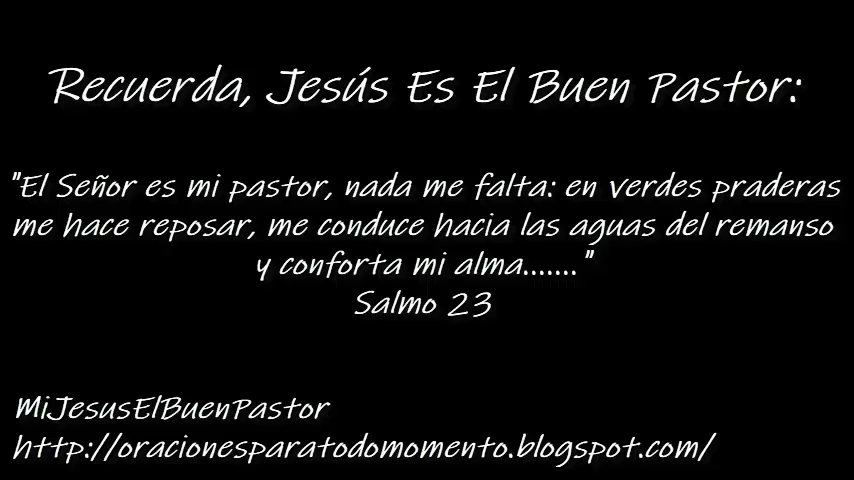 Recuerda, Jesús Es El Buen Pastor:
"El Señor es mi pastor, nada me falta: en verdes praderas
me hace reposar, me conduce hacia las aguas del remanso
y conforta mi alma......."
Salmo 23
MiJesusElBuenPastor
http://oracionesparatodomomento.blogspot.com/